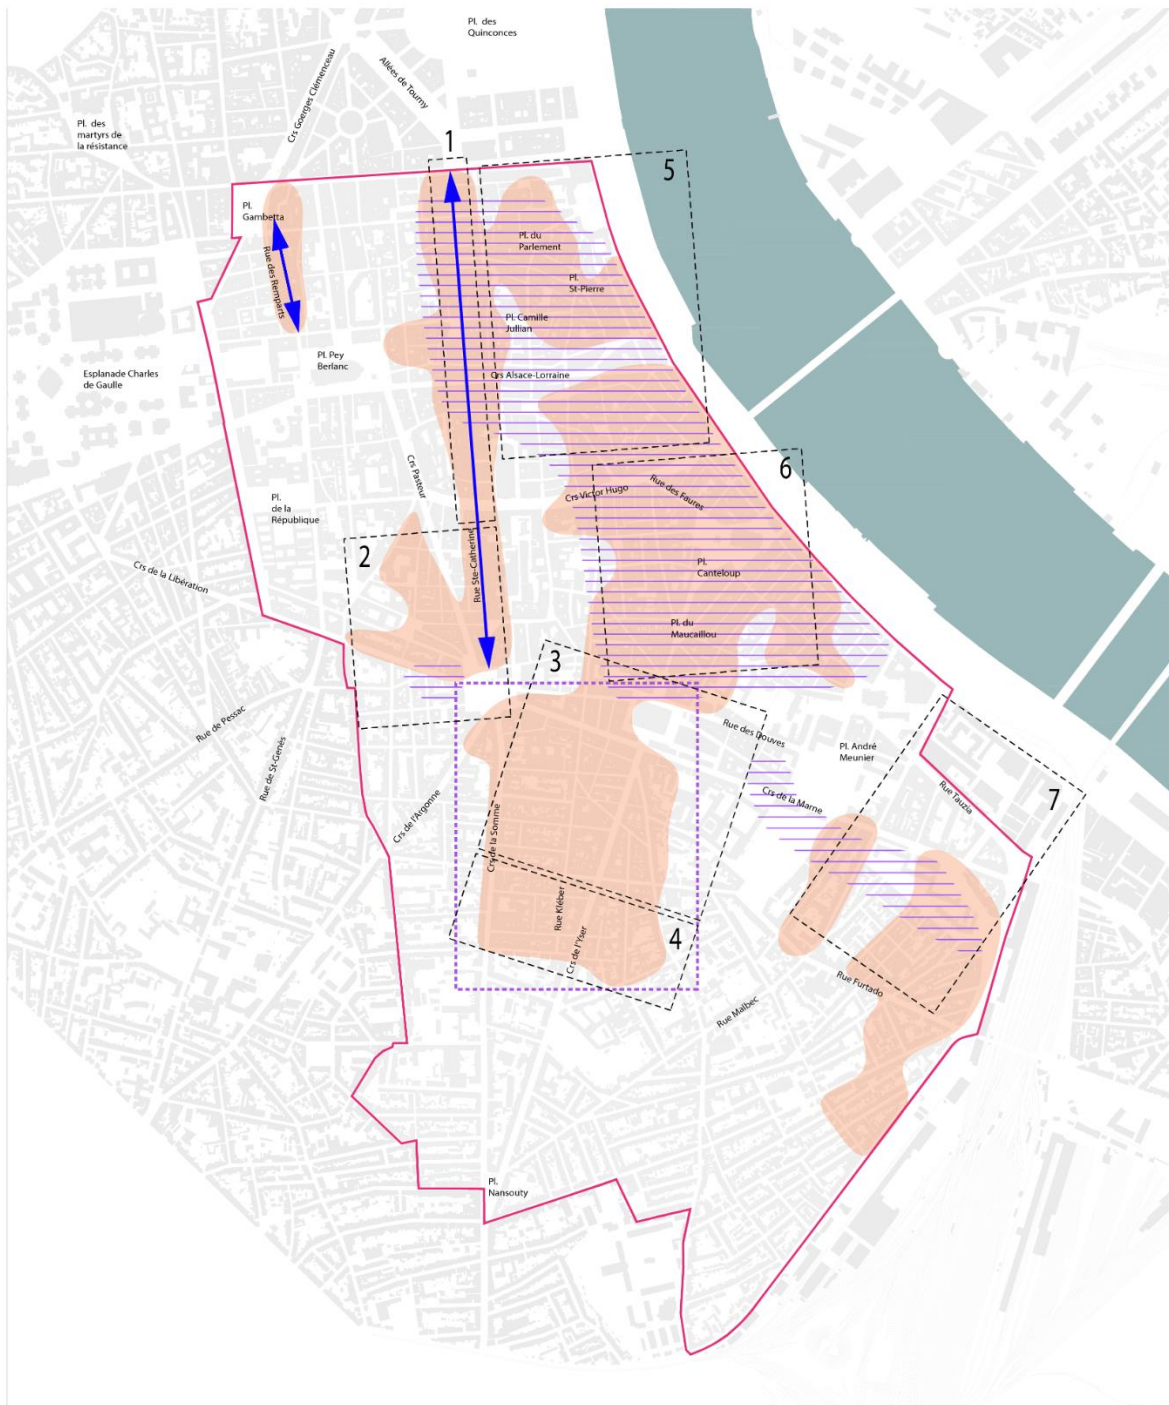 Pl. des
Quinconces
Allées de Tourny
Crs Goerges Clémenceau
Pl. des
martyrs de
la résistance
1
5
Pl.
Gambetta
Rue des Remparts
Pl. du
Parlement
Pl.
St-Pierre
Pl. Camille
Jullian
Pl. Pey
Berlanc
Esplanade Charles
de Gaulle
Crs Alsace-Lorraine
Crs Pasteur
6
Crs Victor Hugo
Rue des Faures
Pl.
de la
République
2
Rue Ste-Catherine
Crs de la Libération
Pl.
Canteloup
Pl. du
Maucaillou
3
Rue de Pessac
Rue de St-Genés
Rue des Douves
Pl. André
Meunier
Crs de l'Argonne
Crs de la Somme
Crs de la Marne
Rue Tauzia
7
Rue Kléber
Crs de l'Yser
4
Rue Furtado
Rue Malbec
Pl.
Nansouty